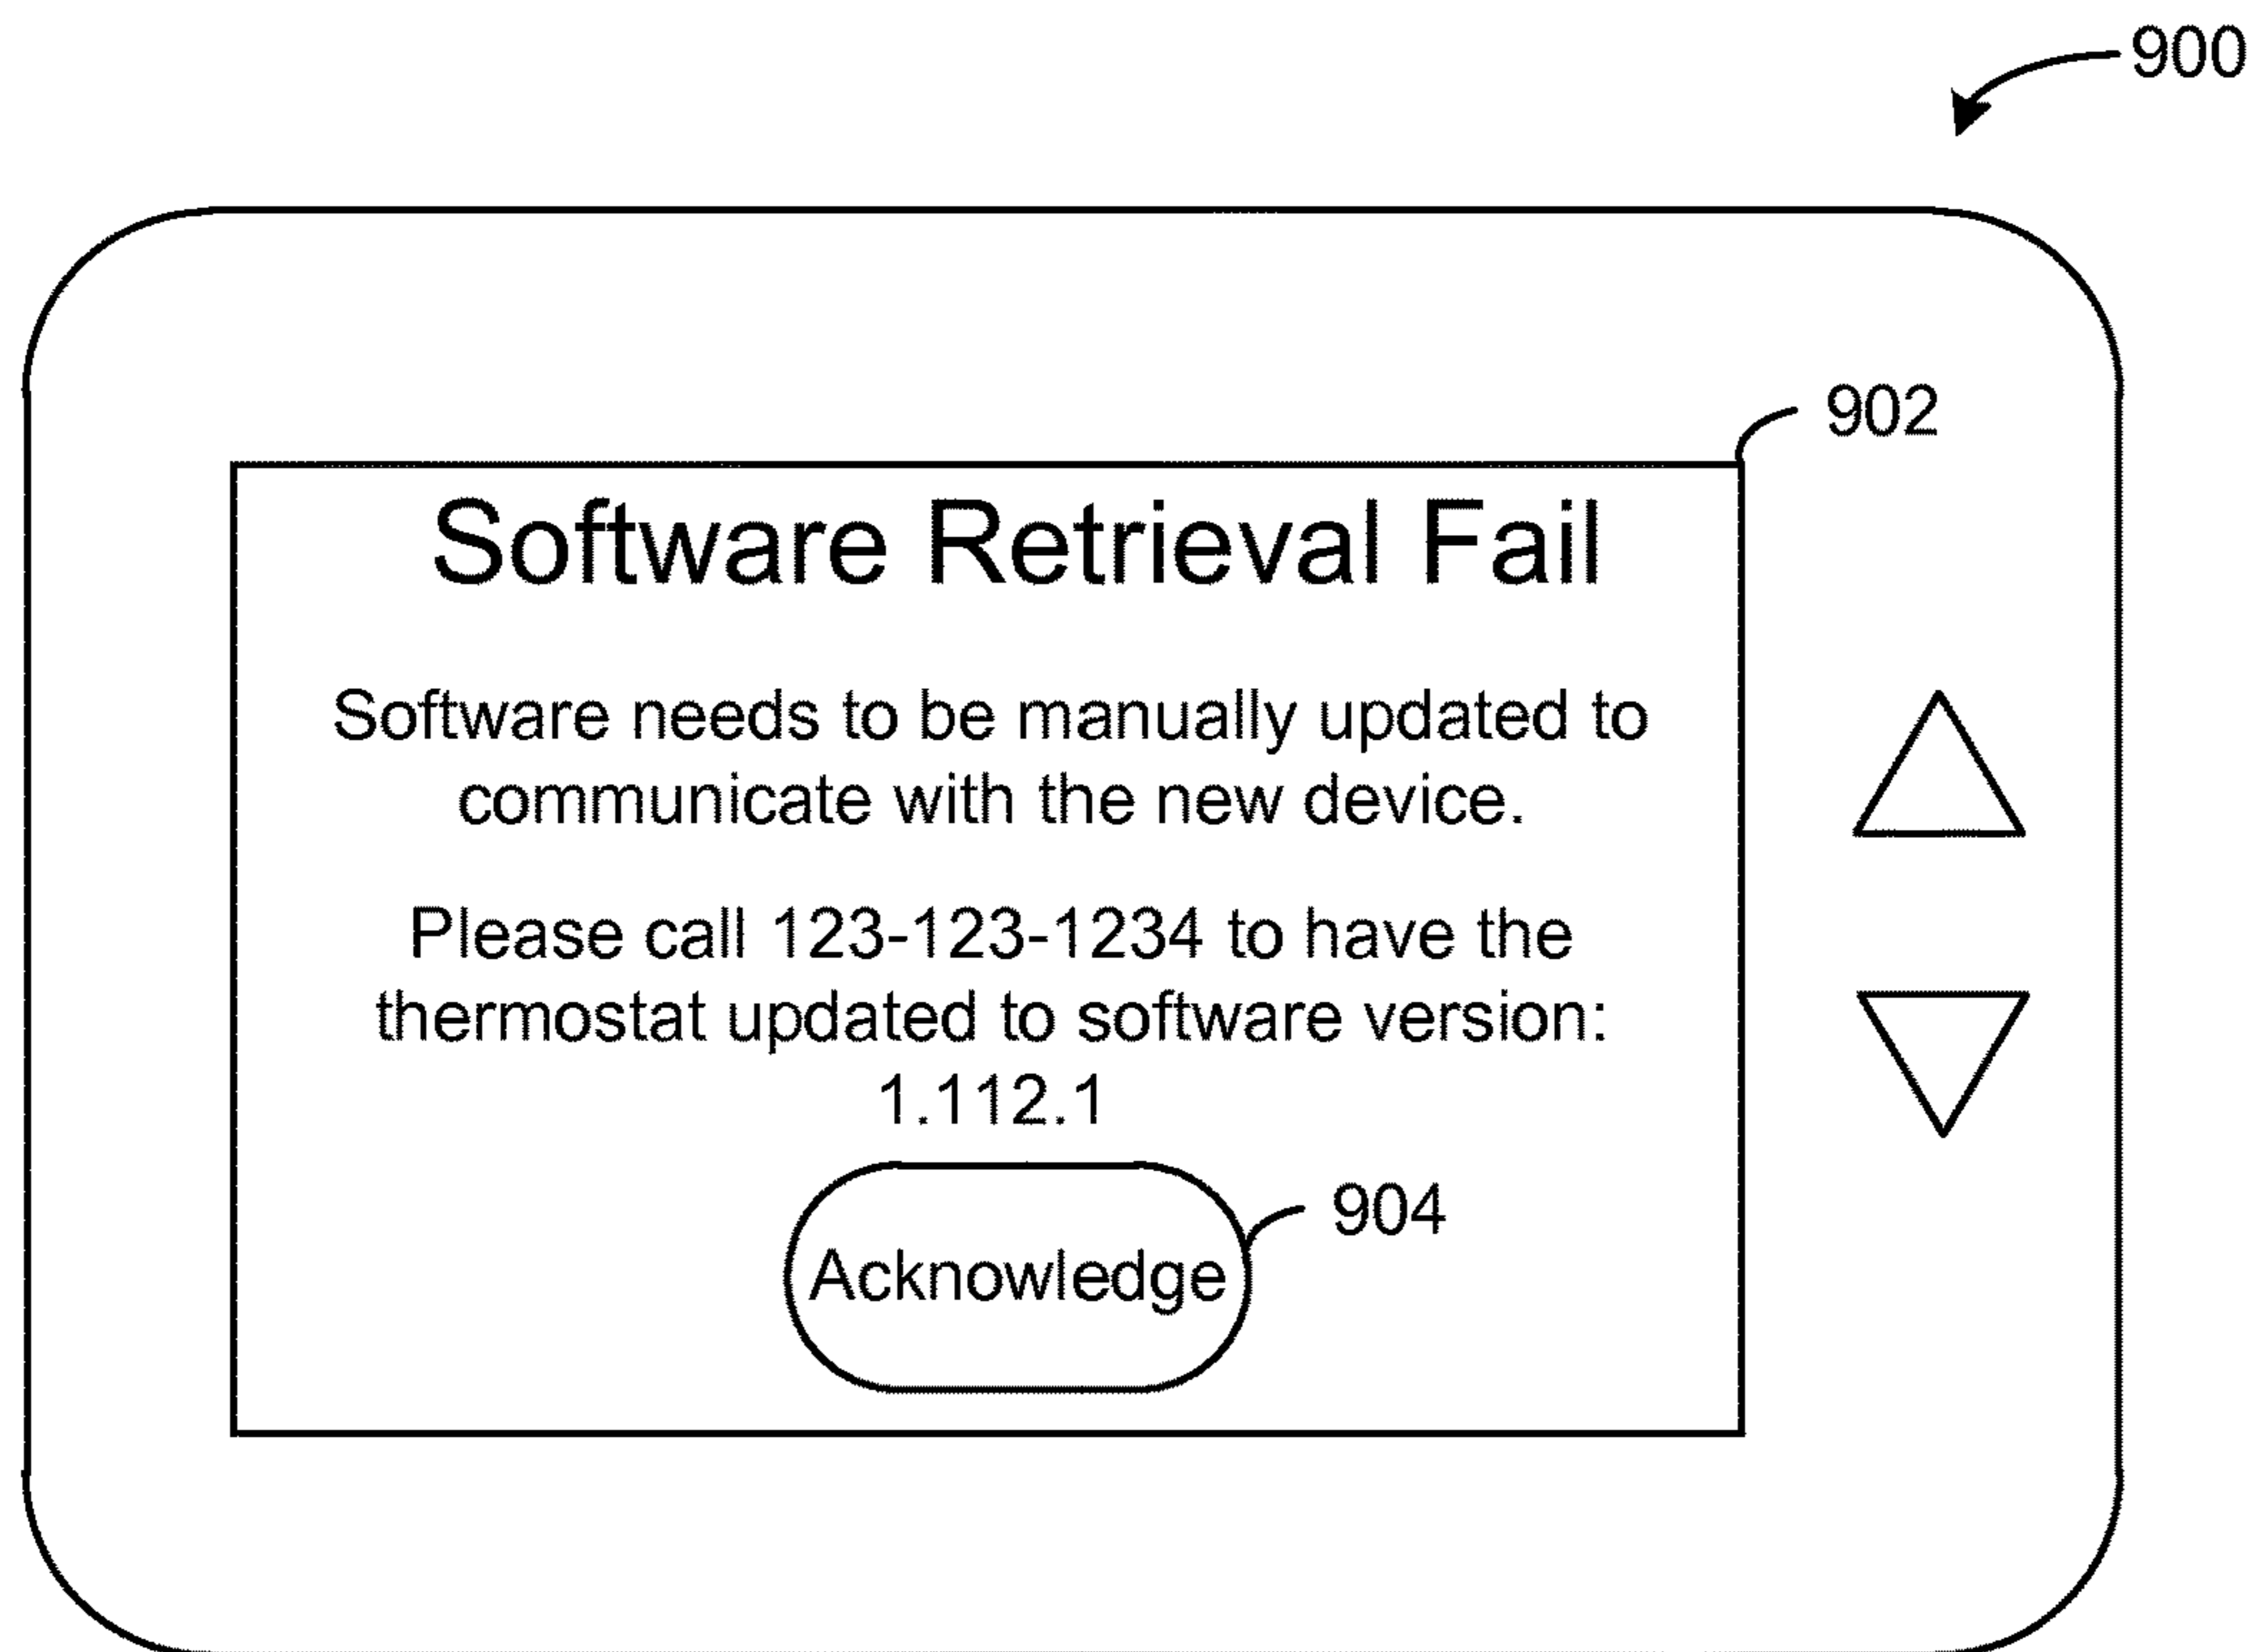 900
902
Software Retrieval Fail
Software needs to be manually updated to
communicate with the new device.
Please call 123-123-1234 to have the
thermostat updated to software version:
1.112.1
904
Acknowledge